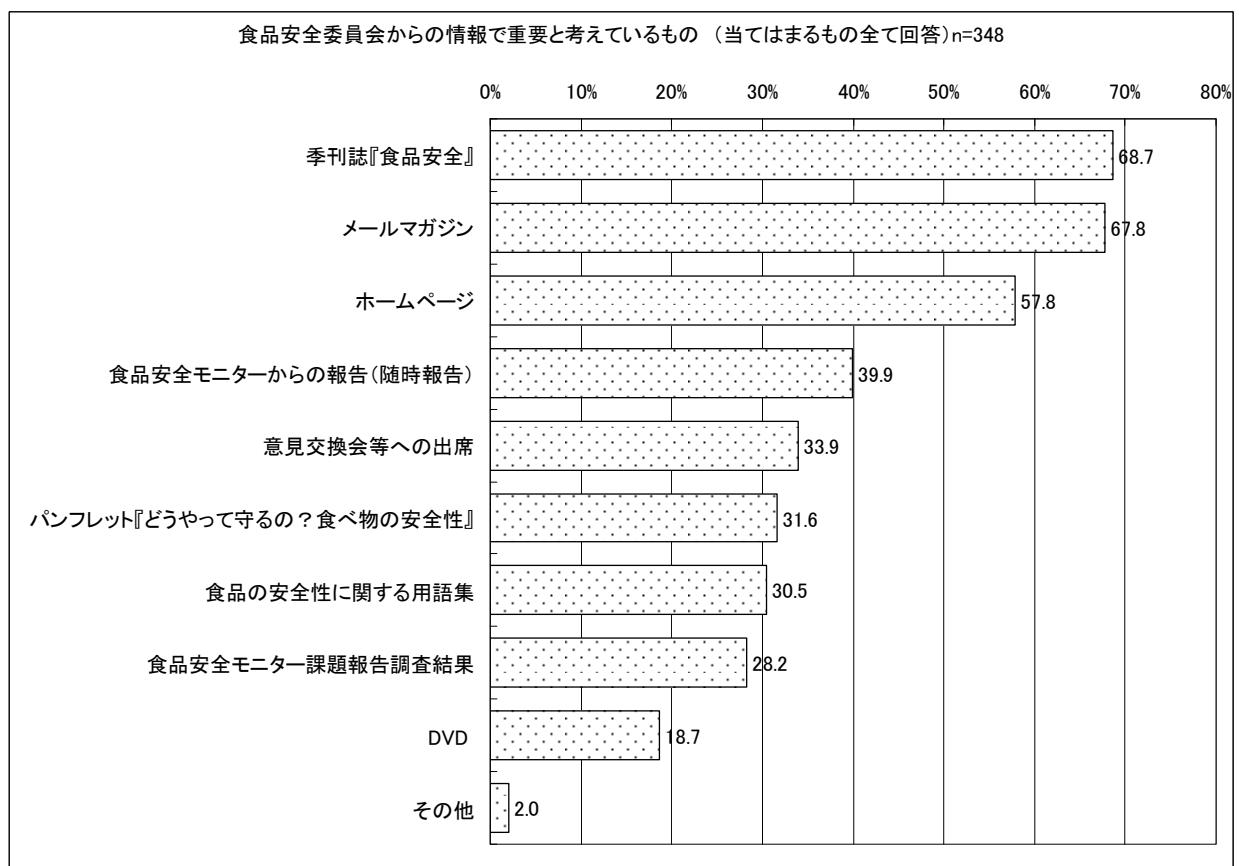 食品安全委員会からの情報で重要と考えているもの （当てはまるもの全て回答)n=348
0% 10% 20% 30% 40% 50% 60% 70% 80%
季刊誌『食品安全』 68.7
メールマガジン 67.8
ホームページ 57.8
食品安全モニターからの報告(随時報告) 39.9
意見交換会等への出席 33.9
パンフレット『どうやって守るの？食べ物の安全性』 31.6
食品の安全性に関する用語集 30.5
食品安全モニター課題報告調査結果 28.2
DVD 18.7
その他 2.0